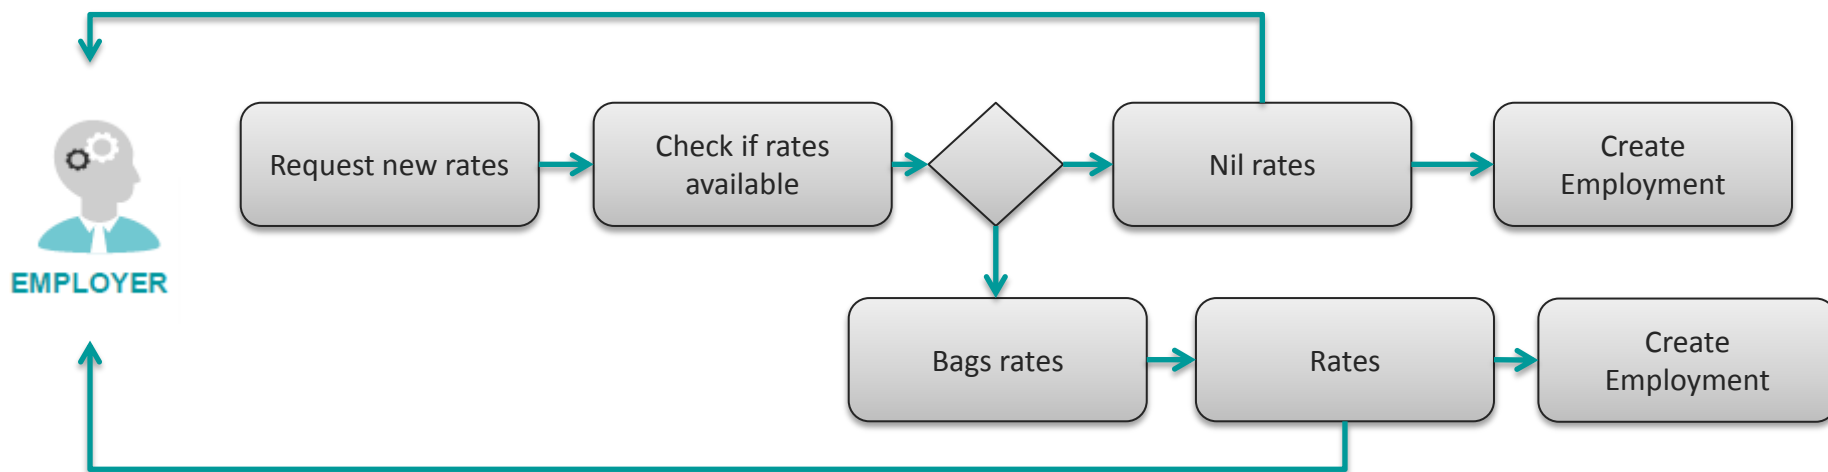 EMPLOYER
Request new rates
Check if rates
available
Nil rates
Create
Employment
Bags rates
Rates
Create
Employment